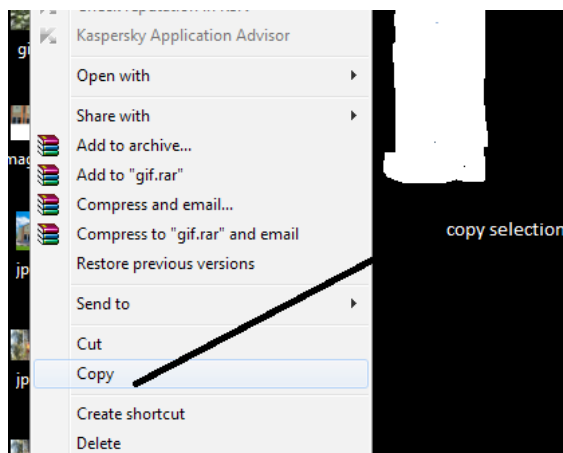 Kaspersky Application Advisor
Open with
Share with
Add to archive...
Add to "gif.rar"
Compress and email...
Compress to "gif.rar" and email
Restore previous versions
Send to
Cut
Copy
Create shortcut
Delete
copy selection